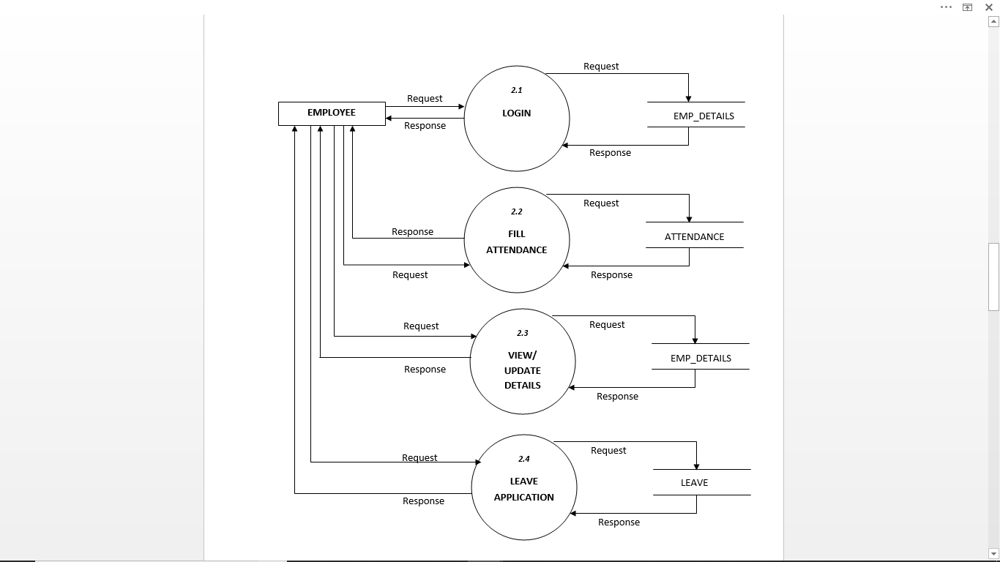 Request
2.1
Request
EMPLOYEE
LOGIN
EMP_DETAILS
Response
Response
Request
2.2
Response
FILL
ATTENDANCE
ATTENDANCE
Request
Response
Request
Request
2.3
VIEW/
UPDATE
DETAILS
EMP_DETAILS
Response
Response
Request
Request
2.4
LEAVE
APPLICATION
LEAVE
Response
Response